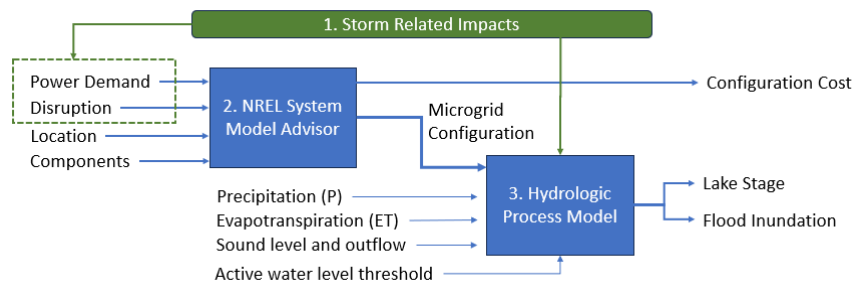 1. Storm Related Impacts
Power Demand
Disruption
Location
Components
2. NREL System
Model Advisor
Configuration Cost
Microgrid
Configuration
Precipitation (P)
Evapotranspiration (ET)
Sound level and outflow
Active water level threshold
3. Hydrologic
Process Model
Lake Stage
Flood Inundation